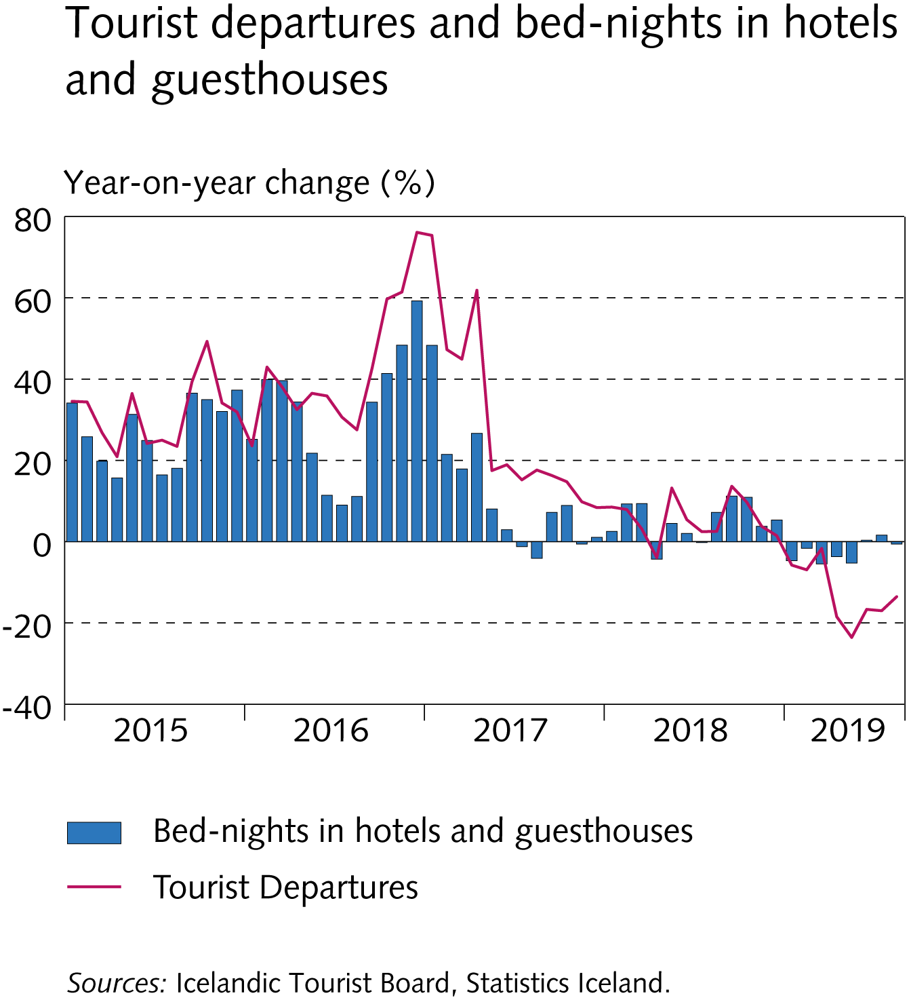 Tourist departures and bed-nights in hotels
and guesthouses
Year-on-year change (%)
80
60
40
20
0
-20
-40
2015 2016 2017 2018 2019
Bed-nights in hotels and guesthouses
Tourist Departures
Sources: Icelandic Tourist Board, Statistics Iceland.